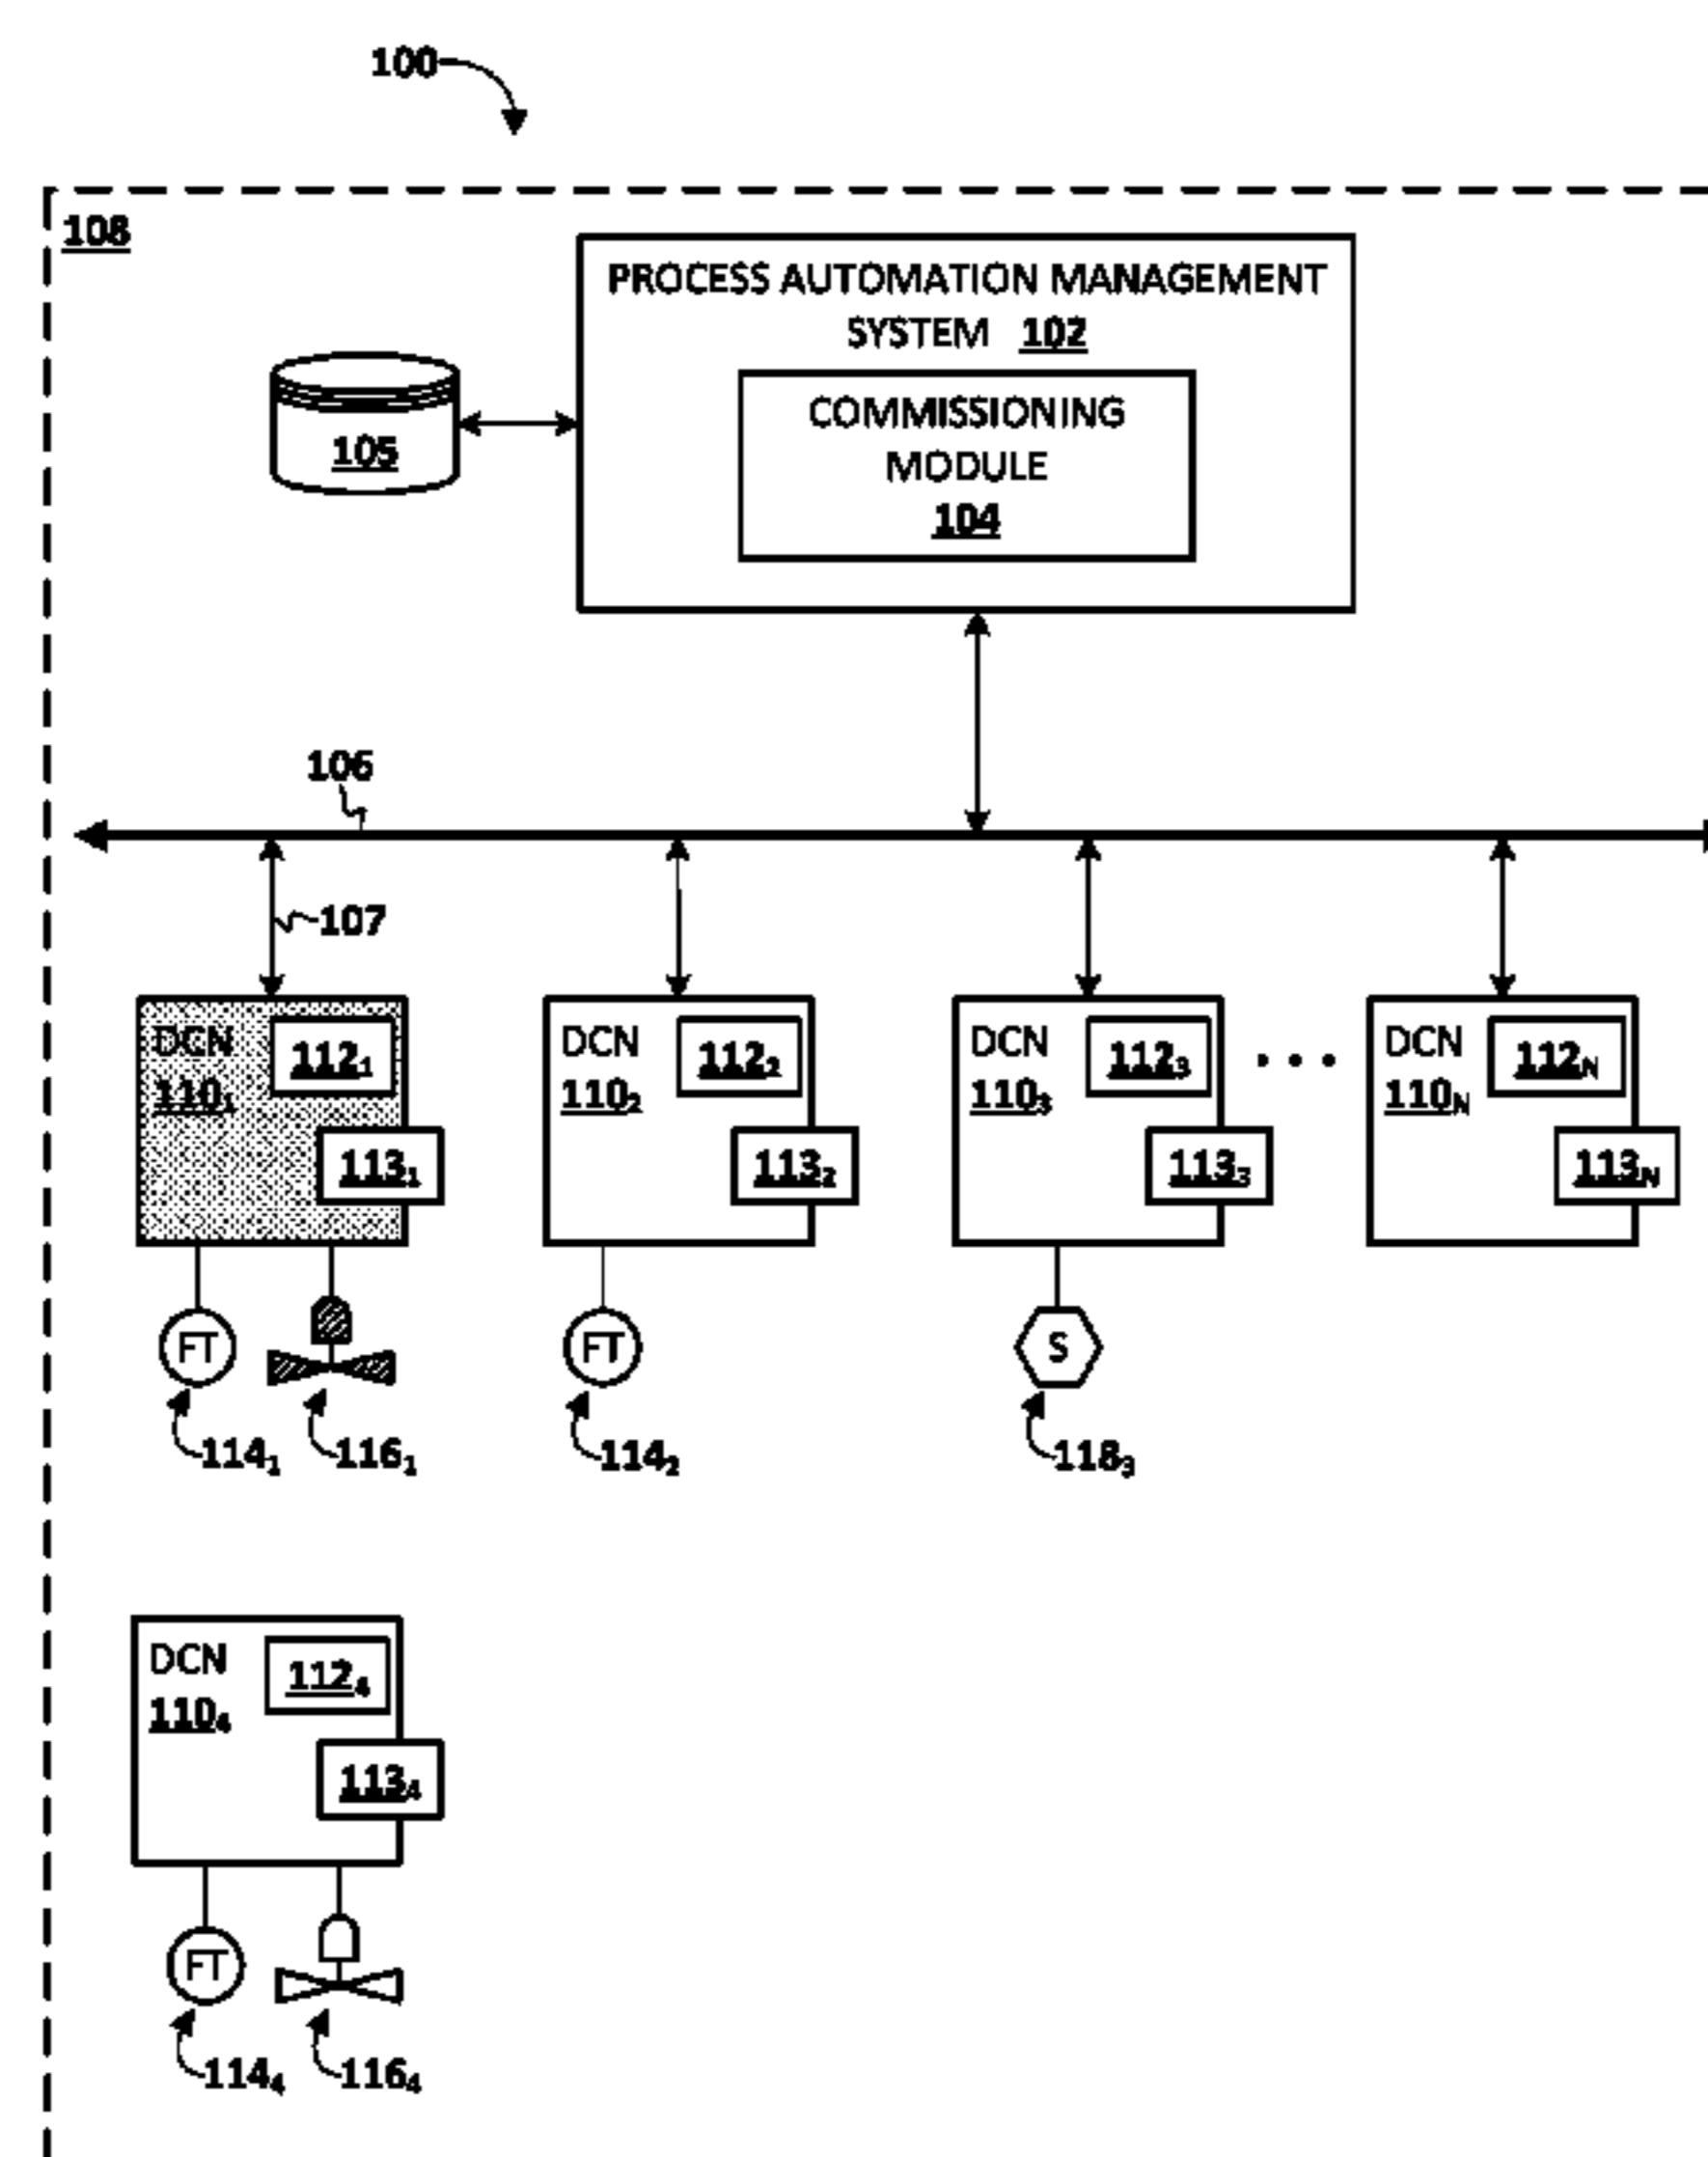 100
108
PROCESS AUTOMATION MANAGEMENT
SYSTEM 102
COMMISSIONING
MODULE
104
105
106
107
DCN
110₁
112₁
113₁
DCN
110₂
112₂
113₂
DCN
110₃
112₃
113₃
• • •
DCN
110N
112N
113N
FT
FT
S
114₁
116₁
114₂
118₃
DCN
110₄
112₄
113₄
FT
114₄
116₄